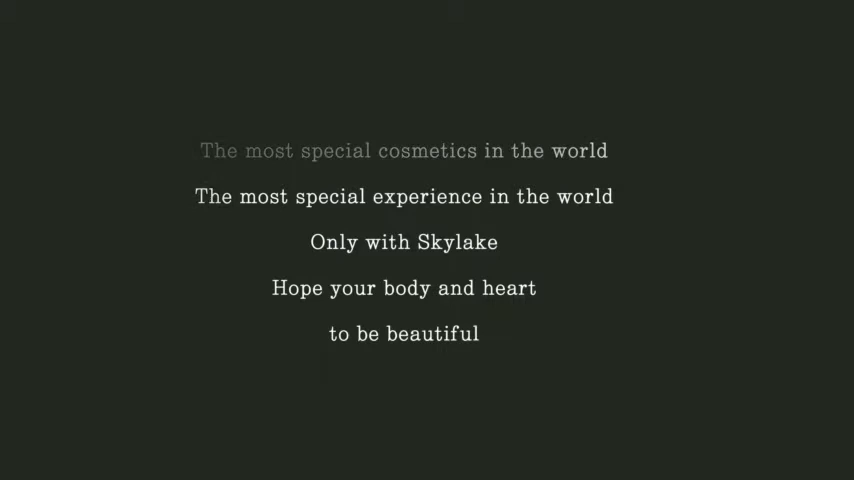 The most special cosmetics in the world
The most special experience in the world
Only with Skylake
Hope your body and heart
to be beautiful